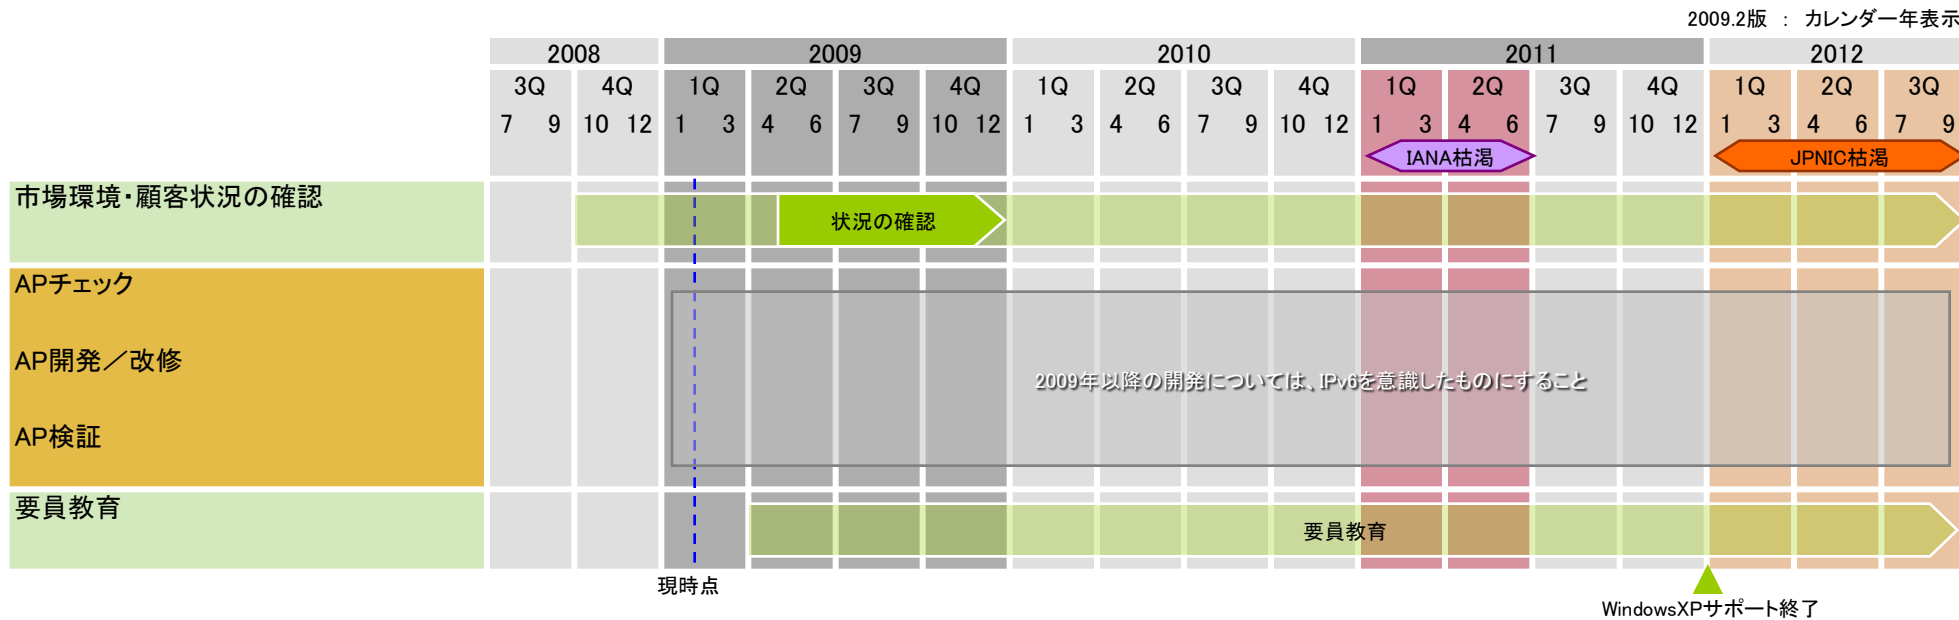 2009.2版 : カレンダー年表示
2008 2009 2010 2011 2012
3Q 4Q 1Q 2Q 3Q 4Q 1Q 2Q 3Q 4Q 1Q 2Q 3Q 4Q 1Q 2Q 3Q
7 9 10 12 1 3 4 6 7 9 10 12 1 3 4 6 7 9 10 12 1 3 4 6 7 9 10 12 1 3 4 6 7 9
IANA枯渇 JPNIC枯渇
市場環境・顧客状況の確認
状況の確認
APチェック
AP開発／改修
2009年以降の開発については、IPv6を意識したものにすること
AP検証
要員教育
要員教育
現時点
WindowsXPサポート終了